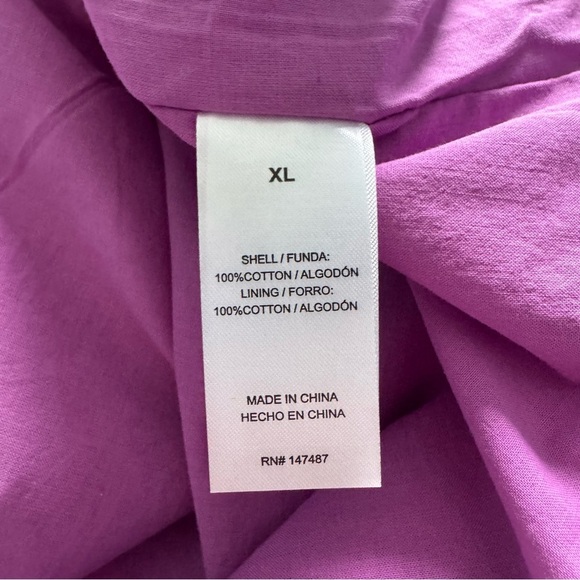 XL
SHELL / FUNDA:
100%COTTON / ALGODÓN
LINING / FORRO:
100%COTTON / ALGODÓN
MADE IN CHINA
HECHO EN CHINA
RN# 147487